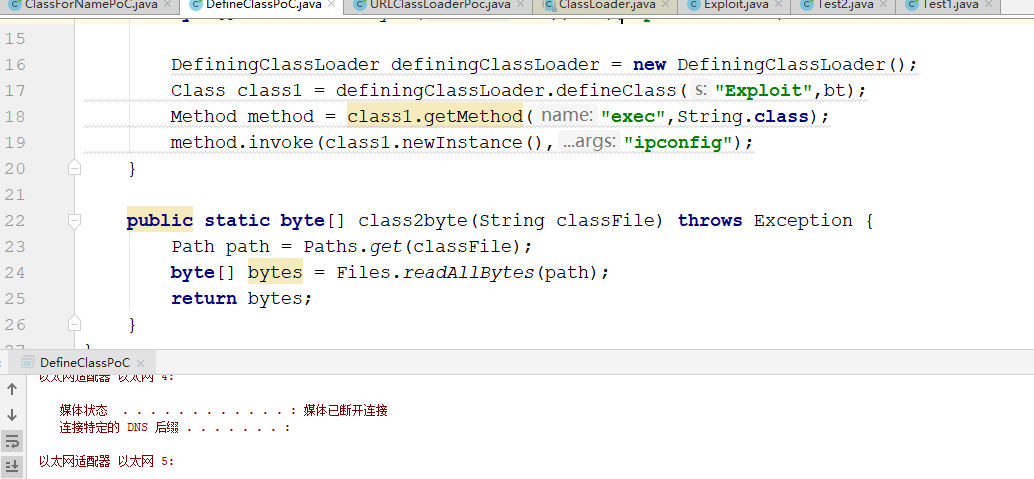 ClassForNamePoC.java × DefineClassPoC.java × URLClassLoaderPoc.java × ClassLoader.java × Exploit.java × Test2.java × Test1.java ×
15
16 DefiningClassLoader definingClassLoader = new DefiningClassLoader();
17 Class class1 = definingClassLoader.defineClass( s: "Exploit",bt);
18 Method method = class1.getMethod( name: "exec",String.class);
19 method.invoke(class1.newInstance(), ...args: "ipconfig");
20 }
21
22 public static byte[] class2byte(String classFile) throws Exception {
23 Path path = Paths.get(classFile);
24 byte[] bytes = Files.readAllBytes(path);
25 return bytes;
26 }
DefineClassPoC ×
以太网适配器 以太网 4:
媒体状态 . . . . . . . . . . . . : 媒体已断开连接
连接特定的 DNS 后缀 . . . . . . . :
以太网适配器 以太网 5: